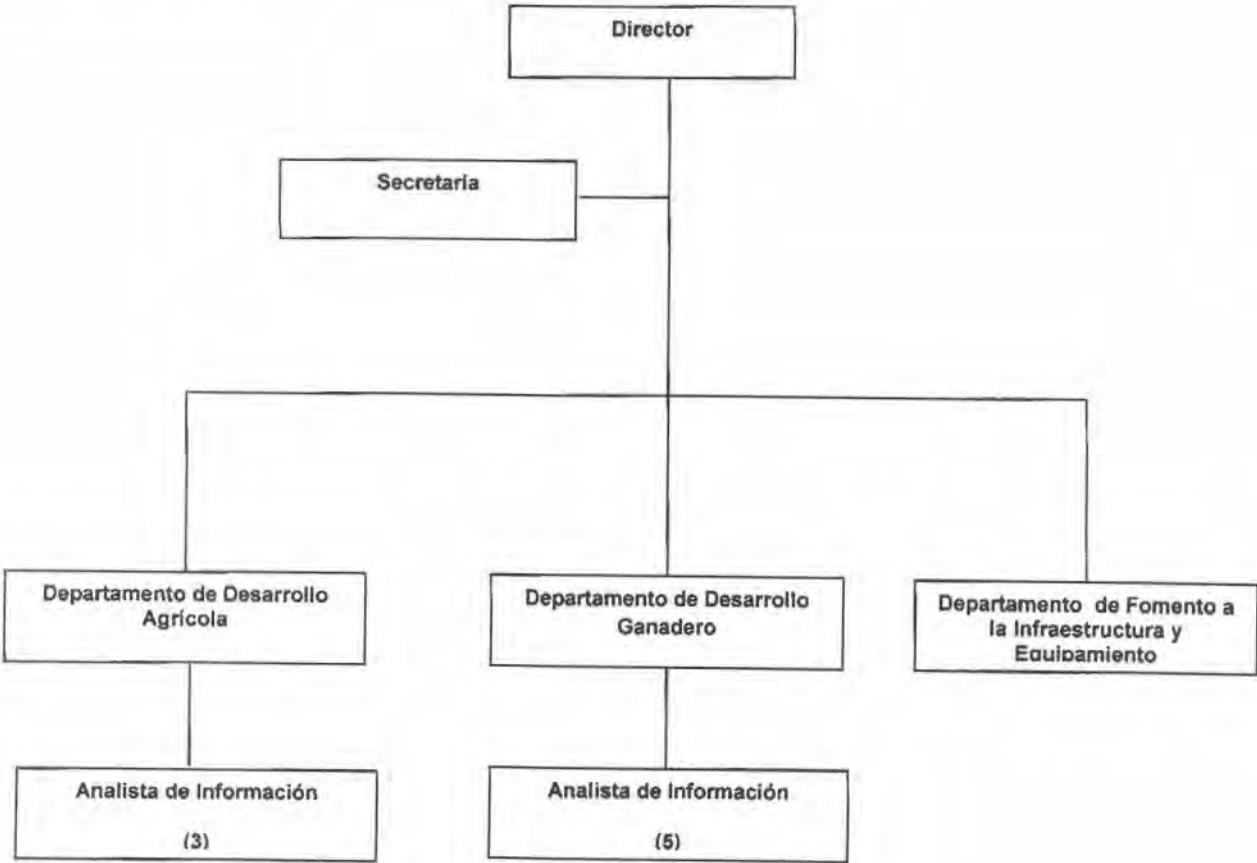 Director
Secretaria
Departamento de Desarrollo
Agrícola
Departamento de Desarrollo
Ganadero
Departamento de Fomento a
la Infraestructura y
Equipamiento
Analista de Información
(3)
Analista de Información
(5)